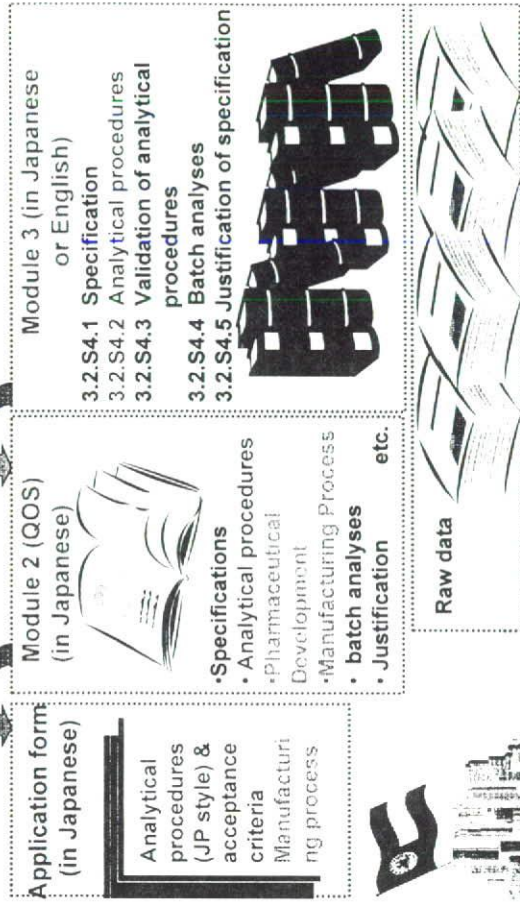 Application form
(in Japanese)
Analytical
procedures
(JP style) &
acceptance
criteria
Manufacturi
ng process
Module 2 (QOS)
(in Japanese)
•Specifications
• Analytical procedures
•Pharmaceutical
Development
•Manufacturing Process
• batch analyses
• Justification etc.
Module 3 (in Japanese
or English)
3.2.S4.1 Specification
3.2.S4.2 Analytical procedures
3.2.S4.3 Validation of analytical
procedures
3.2.S4.4 Batch analyses
3.2.S4.5 Justification of specification
Raw data